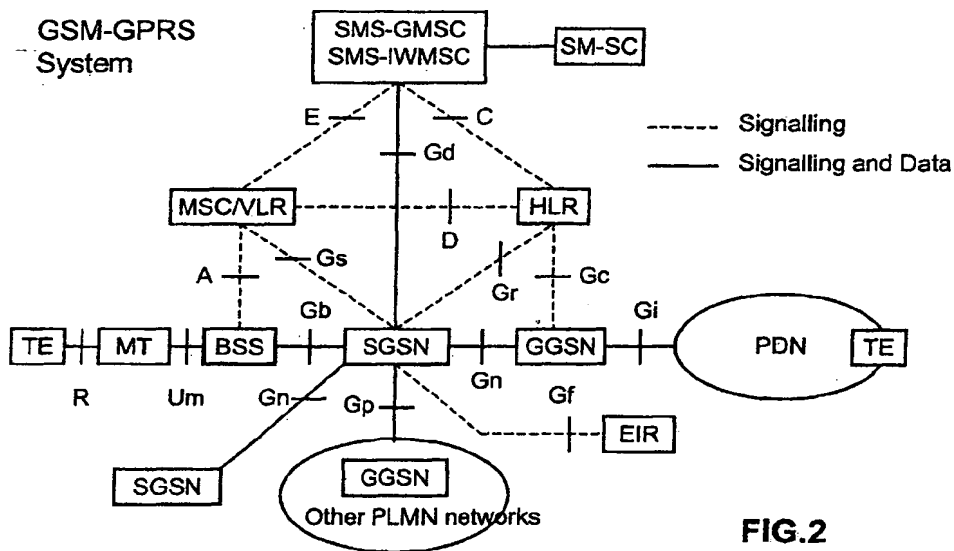 GSM-GPRS
System
SMS-GMSC
SMS-IWMSC
SM-SC
E
C
Gd
Signalling
Signalling and Data
MSC/VLR
HLR
D
A
Gs
Gr
Gc
Gb
Gi
TE
MT
BSS
SGSN
GGSN
PDN
TE
R
Um
Gn
Gp
Gn
Gf
EIR
SGSN
GGSN
Other PLMN networks
FIG.2